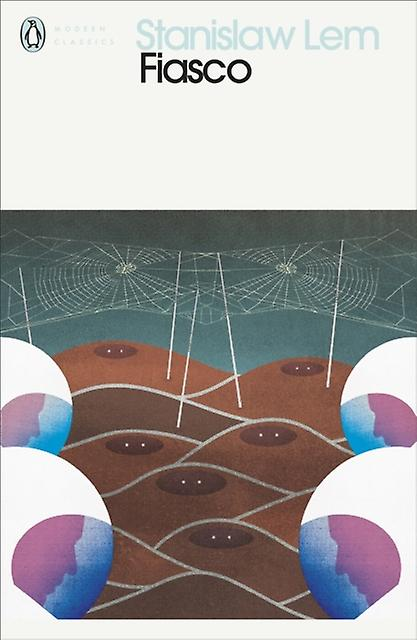 MODERN
CLASSICS
Stanislaw Lem
Fiasco